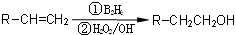 R-CH=CH₂ ①B₂H₆ ②H₂O₂/OH⁻ R-CH₂CH₂OH